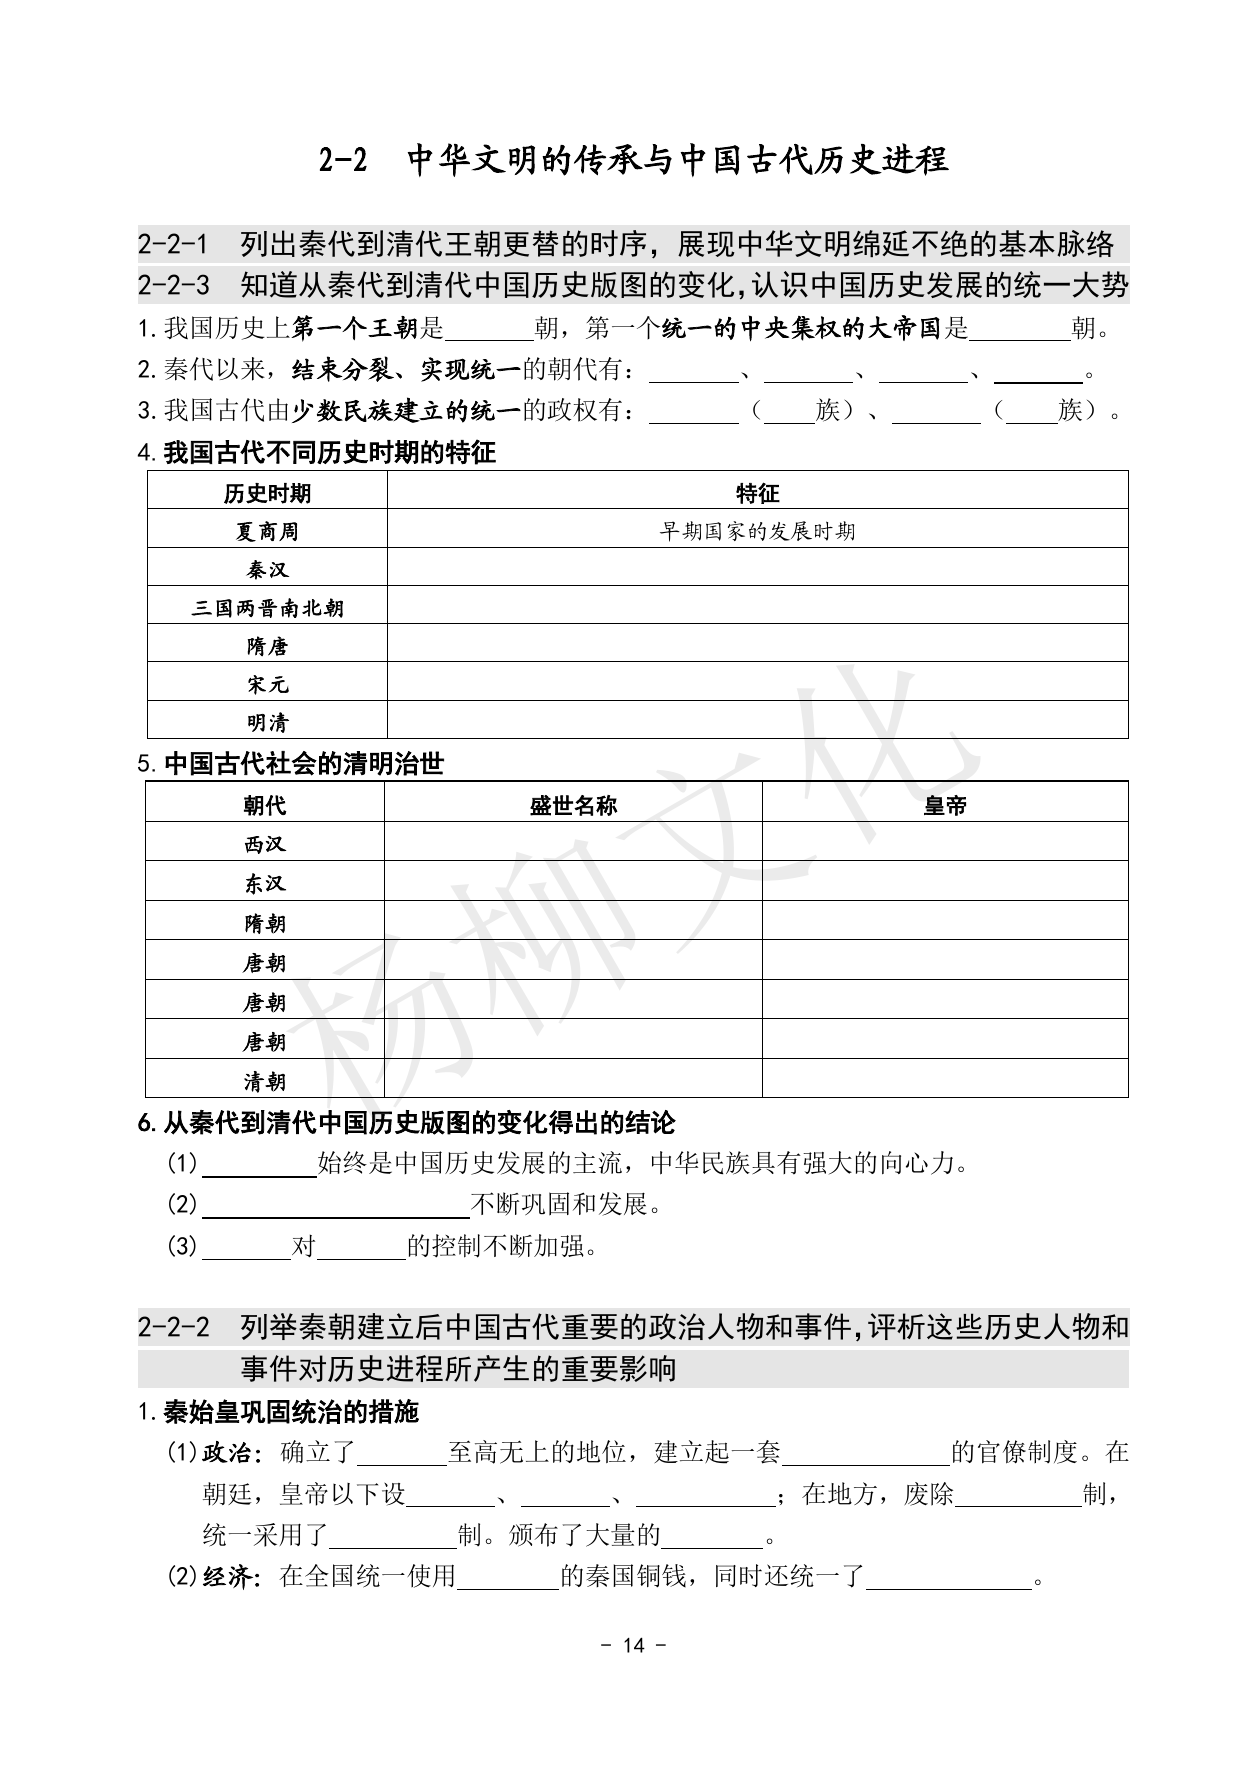 2-2 中华文明的传承与中国古代历史进程
2-2-1 列出秦代到清代王朝更替的时序，展现中华文明绵延不绝的基本脉络
2-2-3 知道从秦代到清代中国历史版图的变化，认识中国历史发展的统一大势
1.我国历史上第一个王朝是_______朝，第一个统一的中央集权的大帝国是________朝。
2.秦代以来，结束分裂、实现统一的朝代有：_______、_______、_______、_______。
3.我国古代由少数民族建立的统一的政权有：_______（____族）、_______（____族）。
4.我国古代不同历史时期的特征
历史时期 特征
夏商周 早期国家的发展时期
秦汉
三国两晋南北朝
隋唐
宋元
明清
5.中国古代社会的清明治世
朝代 盛世名称 皇帝
西汉
东汉
隋朝
唐朝
唐朝
唐朝
清朝
6.从秦代到清代中国历史版图的变化得出的结论
(1)_________始终是中国历史发展的主流，中华民族具有强大的向心力。
(2)_____________________不断巩固和发展。
(3)_______对_______的控制不断加强。
2-2-2 列举秦朝建立后中国古代重要的政治人物和事件，评析这些历史人物和
事件对历史进程所产生的重要影响
1.秦始皇巩固统治的措施
(1)政治：确立了_______至高无上的地位，建立起一套_____________的官僚制度。在
朝廷，皇帝以下设_______、_______、___________；在地方，废除__________制，
统一采用了__________制。颁布了大量的________。
(2)经济：在全国统一使用________的秦国铜钱，同时还统一了_____________。
- 14 -
杨柳文化